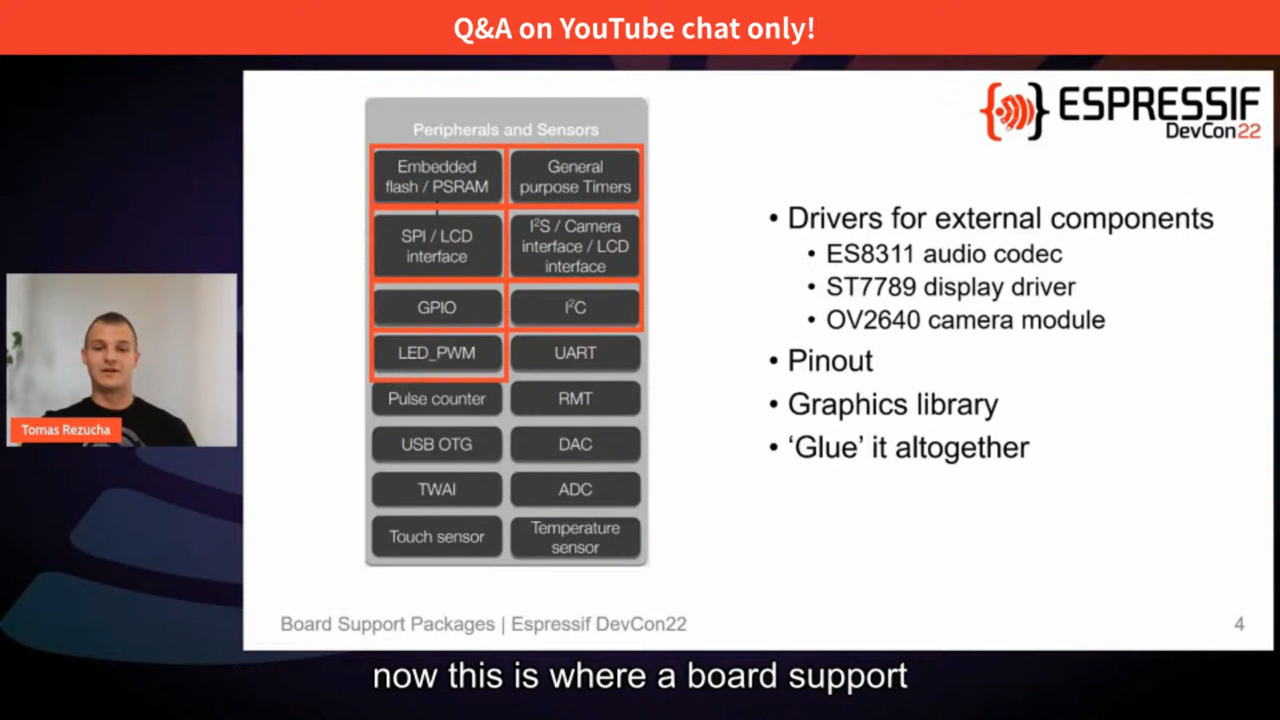 Q&A on YouTube chat only!
ESPRESSIF
DevCon22
Peripherals and Sensors
Embedded
flash / PSRAM
General
purpose Timers
SPI / LCD
interface
I²S / Camera
interface / LCD
interface
GPIO
I²C
LED_PWM
UART
Pulse counter
RMT
USB OTG
DAC
TWAI
ADC
Touch sensor
Temperature
sensor
• Drivers for external components
• ES8311 audio codec
• ST7789 display driver
• OV2640 camera module
• Pinout
• Graphics library
• ‘Glue’ it altogether
Tomas Rezucha
Board Support Packages | Espressif DevCon22
4
now this is where a board support